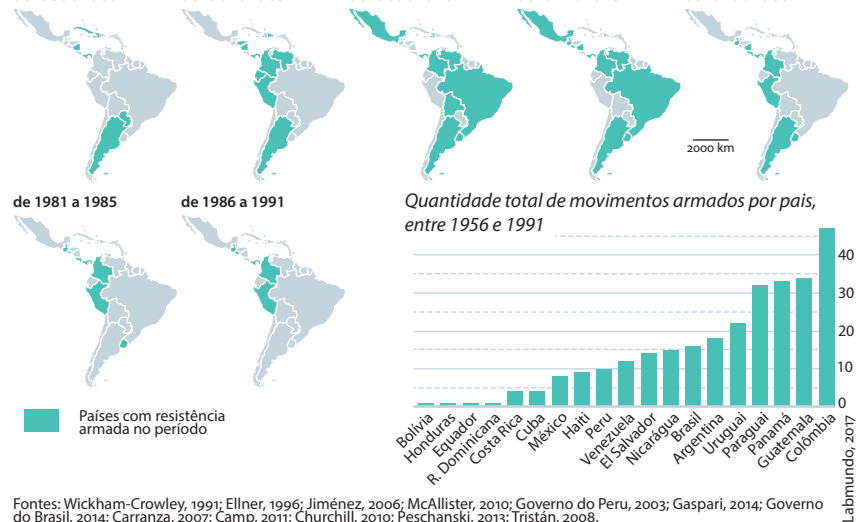 2000 km
de 1981 a 1985
de 1986 a 1991
Quantidade total de movimentos armados por pais,
entre 1956 e 1991
40
30
20
10
0
Bolívia
Honduras
Equador
R. Dominicana
Costa Rica
Cuba
México
Haiti
Peru
Venezuela
El Salvador
Nicarágua
Brasil
Argentina
Uruguai
Paraguai
Panamá
Guatemala
Colômbia
Países com resistência
armada no período
Labmundo, 2017
Fontes: Wickham-Crowley, 1991; Ellner, 1996; Jiménez, 2006; McAllister, 2010; Governo do Peru, 2003; Gaspari, 2014; Governo
do Brasil, 2014; Carranza, 2007; Camp, 2011; Churchill, 2010; Peschanski, 2013; Tristán, 2008.